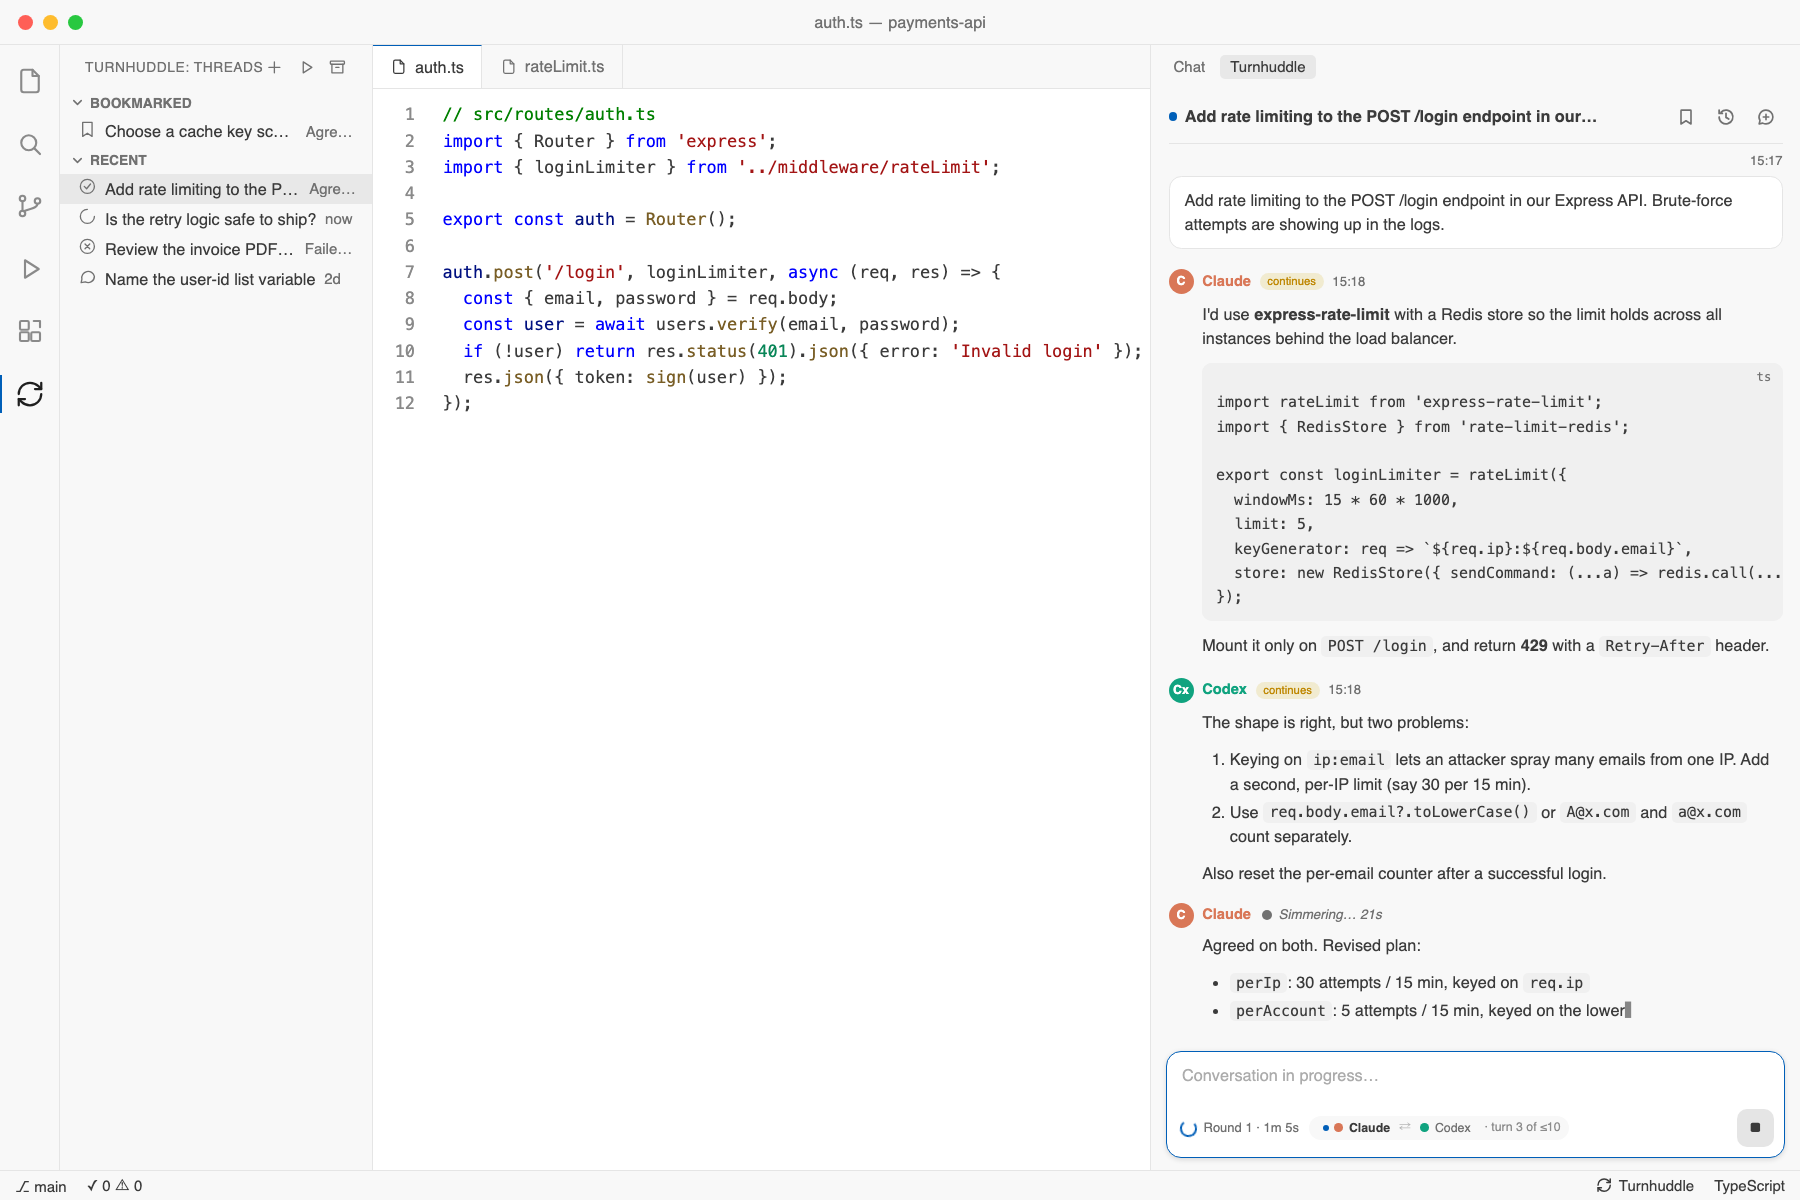 auth.ts — payments-api
TURNHUDDLE: THREADS
BOOKMARKED
Choose a cache key sc... Agre...
RECENT
Add rate limiting to the P... Agre...
Is the retry logic safe to ship? now
Review the invoice PDF... Faile...
Name the user-id list variable 2d
auth.ts
rateLimit.ts
1 // src/routes/auth.ts
2 import { Router } from 'express';
3 import { loginLimiter } from '../middleware/rateLimit';
4
5 export const auth = Router();
6
7 auth.post('/login', loginLimiter, async (req, res) => {
8 const { email, password } = req.body;
9 const user = await users.verify(email, password);
10 if (!user) return res.status(401).json({ error: 'Invalid login' });
11 res.json({ token: sign(user) });
12 });
Chat Turnhuddle
Add rate limiting to the POST /login endpoint in our...
15:17
Add rate limiting to the POST /login endpoint in our Express API. Brute-force
attempts are showing up in the logs.
C Claude continues 15:18
I'd use express-rate-limit with a Redis store so the limit holds across all
instances behind the load balancer.
ts
import rateLimit from 'express-rate-limit';
import { RedisStore } from 'rate-limit-redis';
export const loginLimiter = rateLimit({
windowMs: 15 * 60 * 1000,
limit: 5,
keyGenerator: req => `${req.ip}:${req.body.email}`,
store: new RedisStore({ sendCommand: (...a) => redis.call(...
});
Mount it only on POST /login, and return 429 with a Retry-After header.
Cx Codex continues 15:18
The shape is right, but two problems:
1. Keying on ip:email lets an attacker spray many emails from one IP. Add
a second, per-IP limit (say 30 per 15 min).
2. Use req.body.email?.toLowerCase() or A@x.com and a@x.com
count separately.
Also reset the per-email counter after a successful login.
C Claude Simmering... 21s
Agreed on both. Revised plan:
• perIp: 30 attempts / 15 min, keyed on req.ip
• perAccount: 5 attempts / 15 min, keyed on the lower
Conversation in progress...
Round 1 · 1m 5s Claude ⇄ Codex · turn 3 of ≤10
main ✓ 0 ⚠ 0
Turnhuddle TypeScript